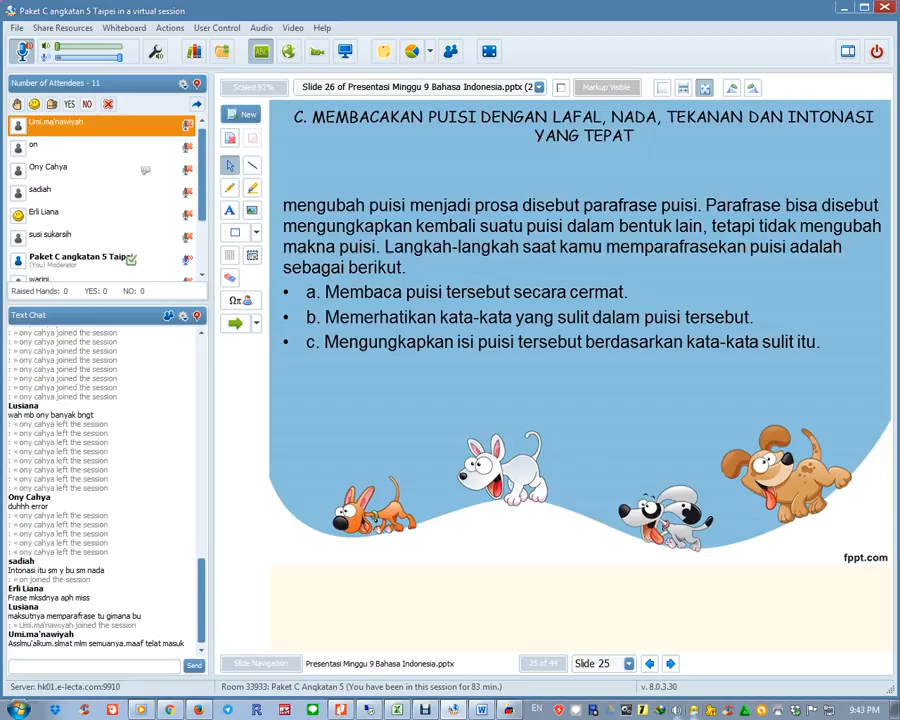 Paket C angkatan 5 Taipei in a virtual session
File Share Resources Whiteboard Actions User Control Audio Video Help
Number of Attendees - 11
YES NO
Umi.ma'nawiyah
on
Ony Cahya
sadiah
Erli Liana
susi sukarsih
Paket C angkatan 5 Taipei
(You) Moderator
warini
Raised Hands: 0 YES: 0 NO: 0
Text Chat
: » ony cahya joined the session
: » ony cahya joined the session
: » ony cahya joined the session
: » ony cahya joined the session
: » ony cahya joined the session
: » ony cahya joined the session
: » ony cahya joined the session
: » ony cahya joined the session
Lusiana
wah mb ony banyak bngt
: » ony cahya left the session
: » ony cahya left the session
: » ony cahya left the session
: » ony cahya left the session
: » ony cahya left the session
: » ony cahya left the session
: » ony cahya left the session
: » ony cahya left the session
Ony Cahya
duhhh error
: » ony cahya left the session
: » ony cahya left the session
: » ony cahya left the session
: » ony cahya left the session
: » ony cahya left the session
sadiah
Intonasi itu sm y bu sm nada
: » on joined the session
Erli Liana
Frase mksdnya aph miss
Lusiana
maksutnya memparafrase tu gimana bu
: » Umi.ma'nawiyah joined the session
Umi.ma'nawiyah
Asslmu'alkum.slmat mlm semuanya.maaf telat masuk
Send
Scaled 92%
Slide 26 of Presentasi Minggu 9 Bahasa Indonesia.pptx (2
Markup Visible
New
A
Ωπ
C. MEMBACAKAN PUISI DENGAN LAFAL, NADA, TEKANAN DAN INTONASI
YANG TEPAT
mengubah puisi menjadi prosa disebut parafrase puisi. Parafrase bisa disebut
mengungkapkan kembali suatu puisi dalam bentuk lain, tetapi tidak mengubah
makna puisi. Langkah-langkah saat kamu memparafrasekan puisi adalah
sebagai berikut.
• a. Membaca puisi tersebut secara cermat.
• b. Memerhatikan kata-kata yang sulit dalam puisi tersebut.
• c. Mengungkapkan isi puisi tersebut berdasarkan kata-kata sulit itu.
fppt.com
Slide Navigation
Presentasi Minggu 9 Bahasa Indonesia.pptx
25 of 44
Slide 25
Server: hk01.e-lecta.com:9910
Room 33933: Paket C Angkatan 5 (You have been in this session for 83 min.)
v. 8.0.3.30
EN
9:43 PM